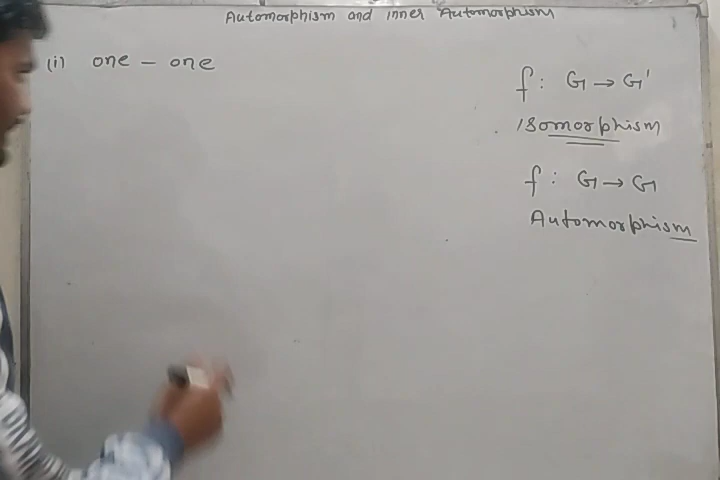 Automorphism and inner Automorphism
(i) one - one
f : G → G'
isomorphism
f : G → G
Automorphism